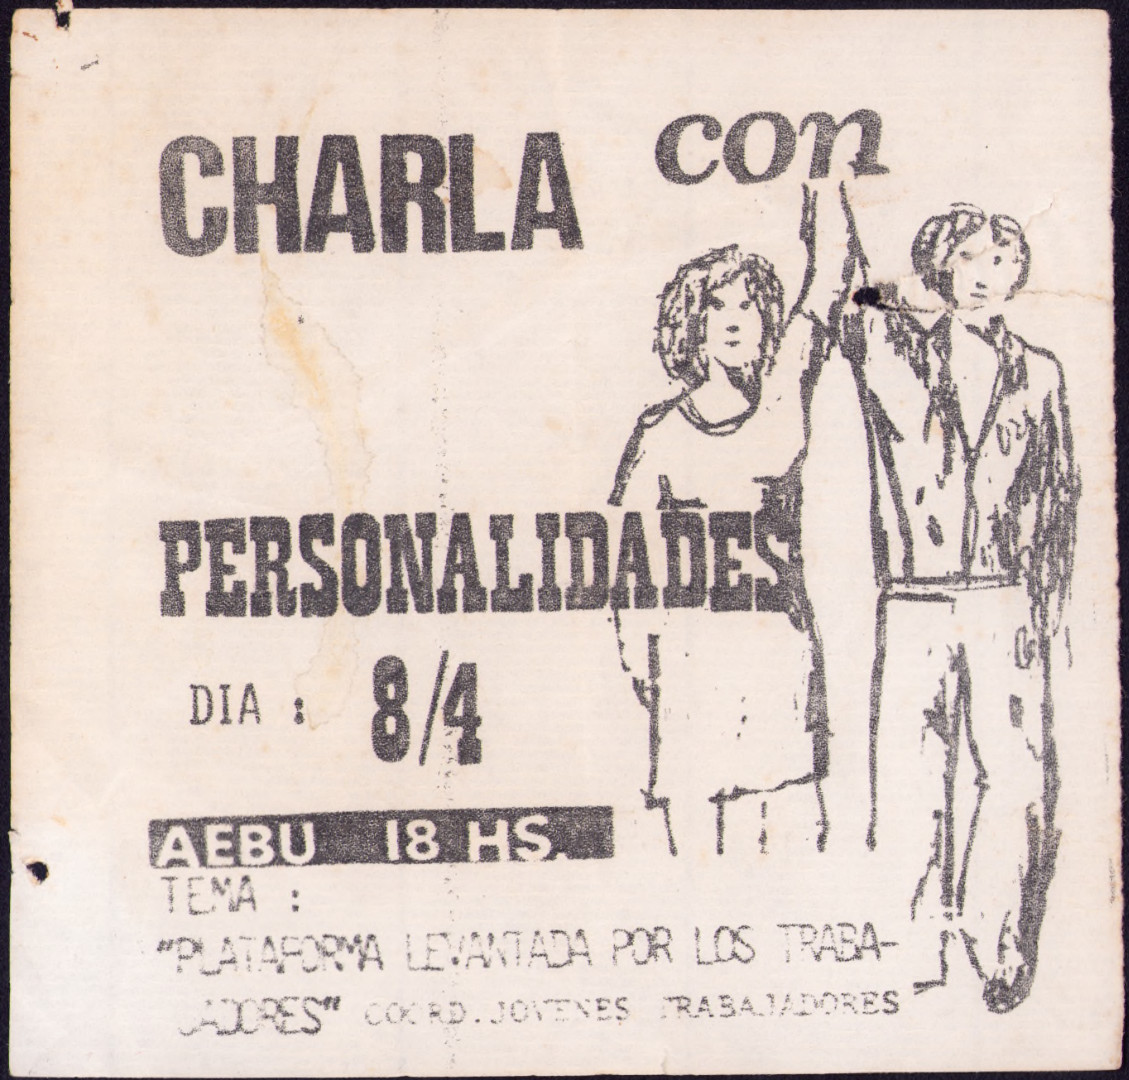 CHARLA con
PERSONALIDADES
DIA : 8/4
AEBU 18 HS.
TEMA :
"PLATAFORMA LEVANTADA POR LOS TRABA-
JADORES" COORD. JOVENES TRABAJADORES